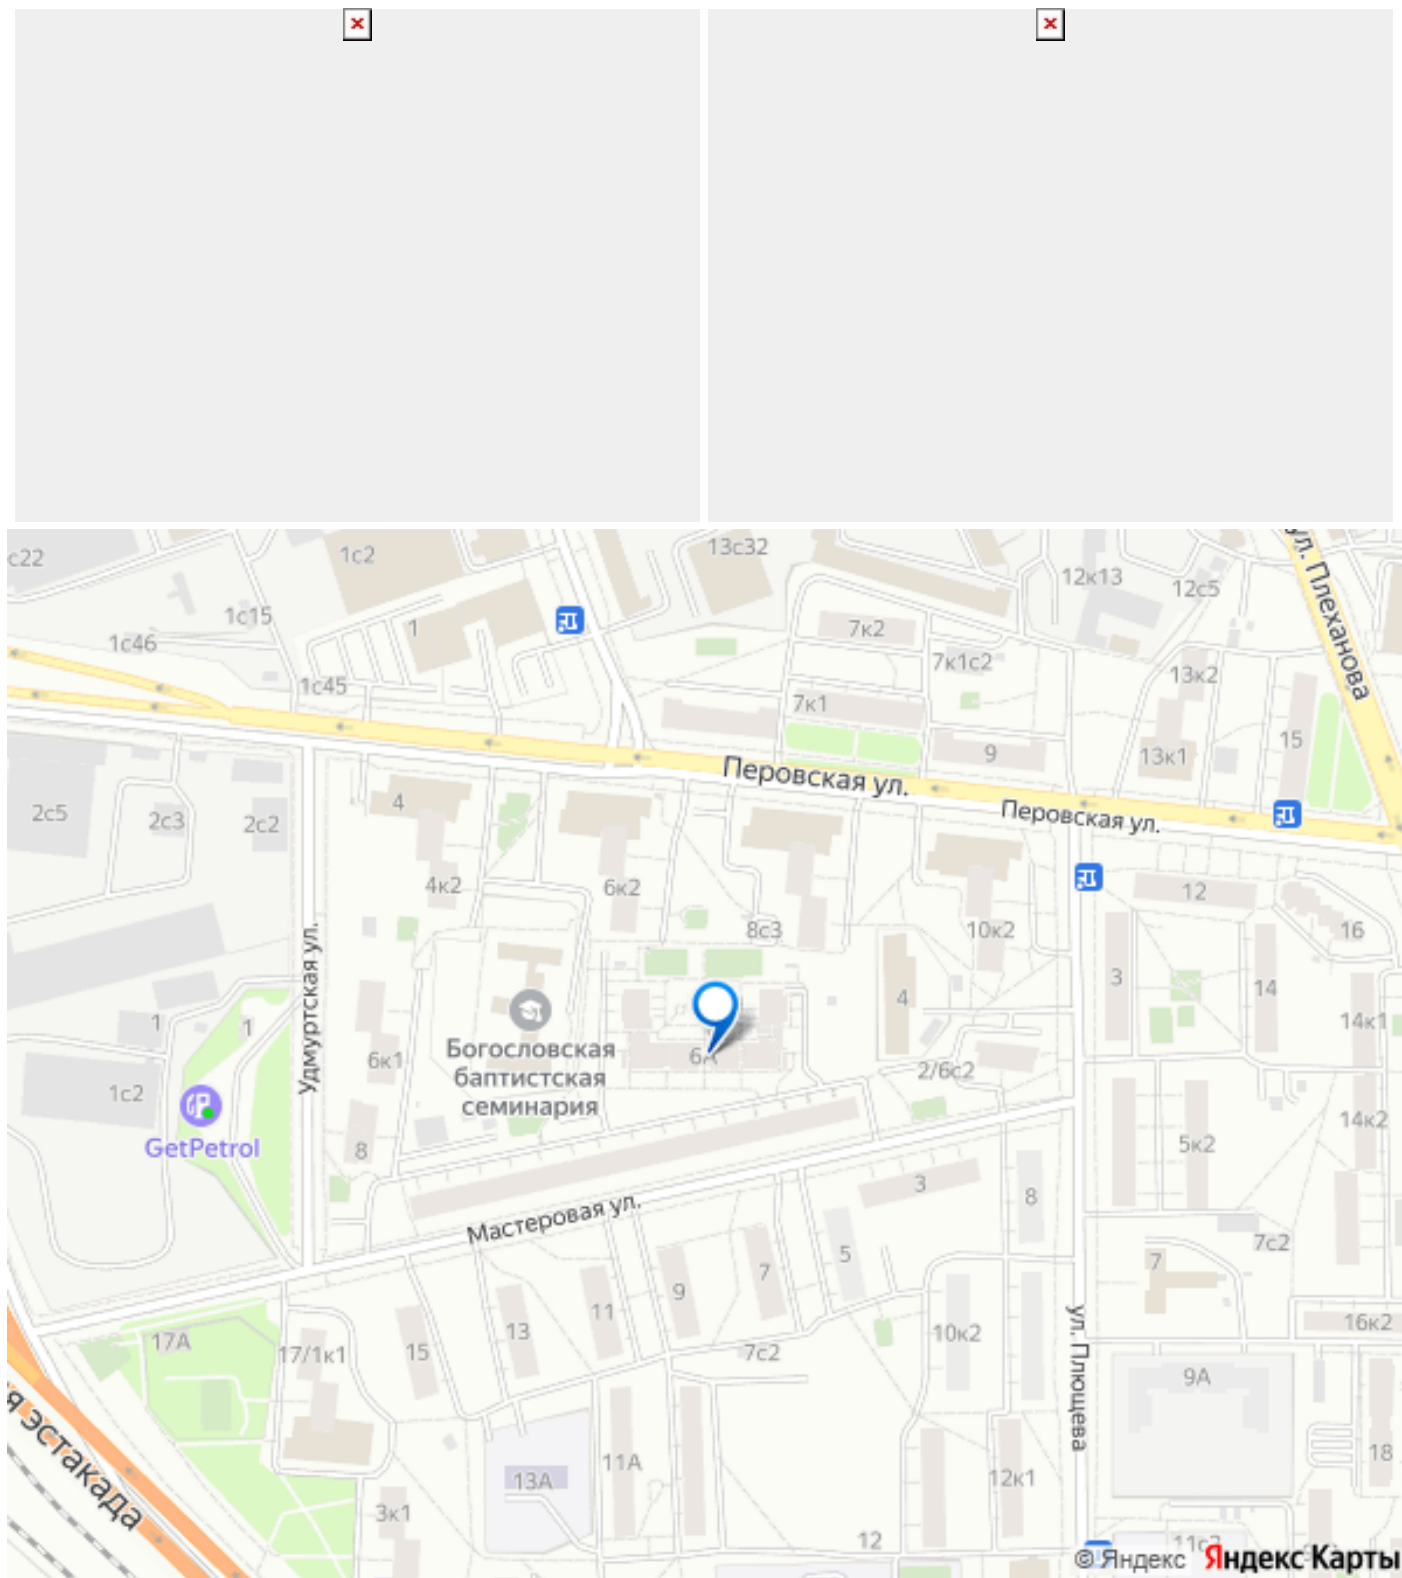 ул. Плеханова
с22
1с2
13с32
12к13
12с5
1с15
1
7к2
1с46
7к1с2
13к2
1с45
7к1
15
9
13к1
Перовская ул.
Перовская ул.
2с5
2с3
2с2
4
4к2
6к2
12
8с3
10к2
16
Удмуртская ул.
3
4
14
1
1
14к1
6А
Богословская
баптистская
семинария
6к1
2/6с2
1с2
GetPetrol
14к2
8
5к2
3
8
Мастеровая ул.
7с2
5
7
7
9
11
13
16к2
17А
17/1к1
15
7с2
10к2
ул. Плющева
9А
я эстакада
11А
13А
12к1
18
3к1
12
11с2
© Яндекс
Яндекс Карты